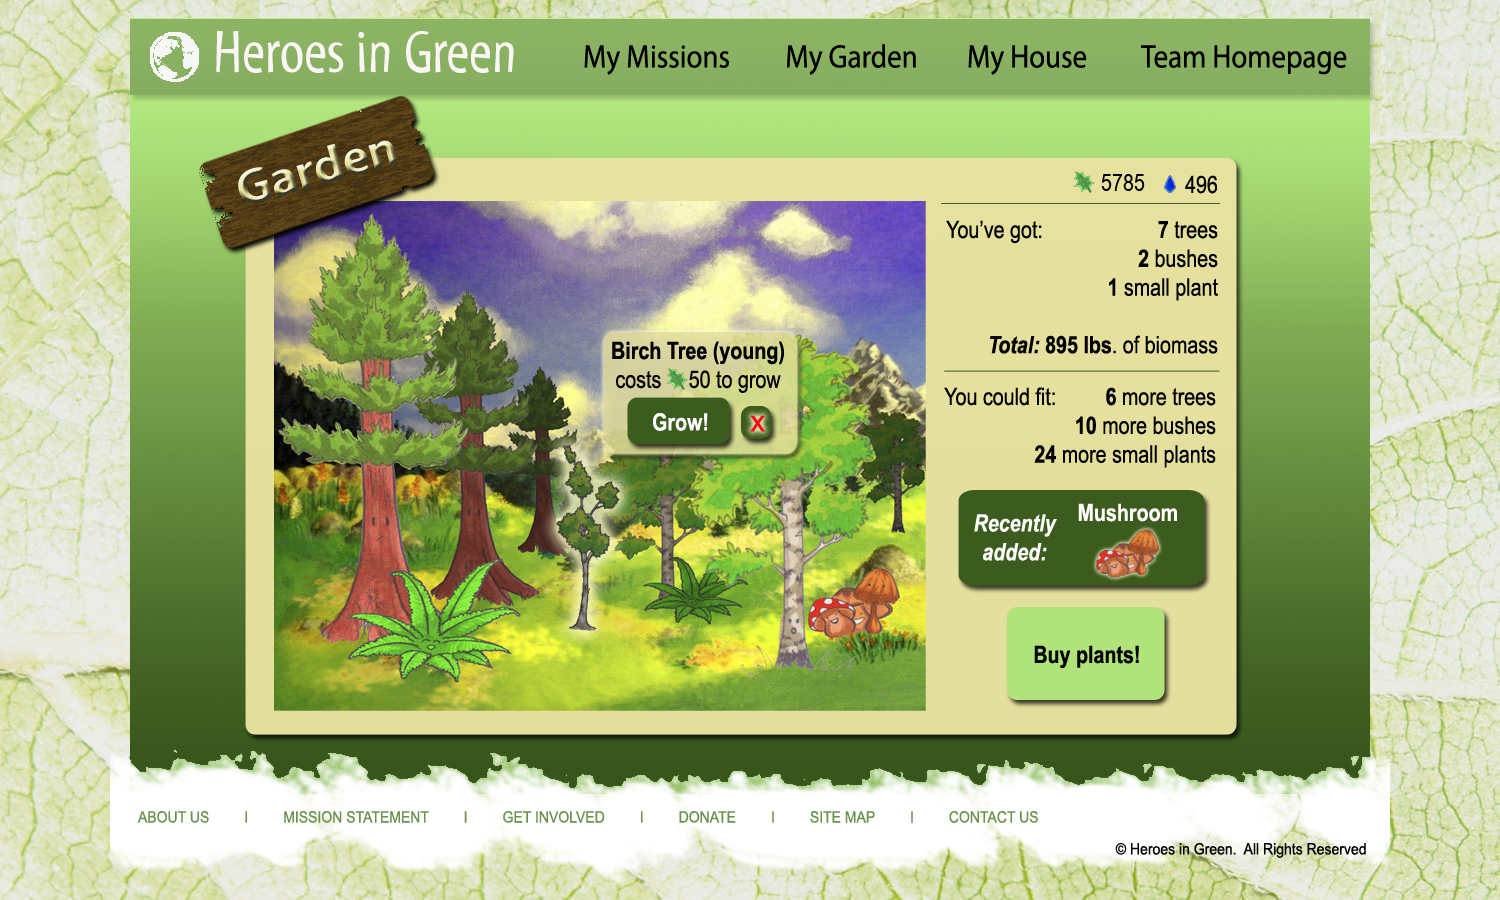 Heroes in Green
My Missions
My Garden
My House
Team Homepage
Garden
5785 496
You've got: 7 trees
2 bushes
1 small plant
Total: 895 lbs. of biomass
You could fit: 6 more trees
10 more bushes
24 more small plants
Birch Tree (young)
costs 50 to grow
Grow! X
Recently
added:
Mushroom
Buy plants!
ABOUT US | MISSION STATEMENT | GET INVOLVED | DONATE | SITE MAP | CONTACT US
© Heroes in Green. All Rights Reserved